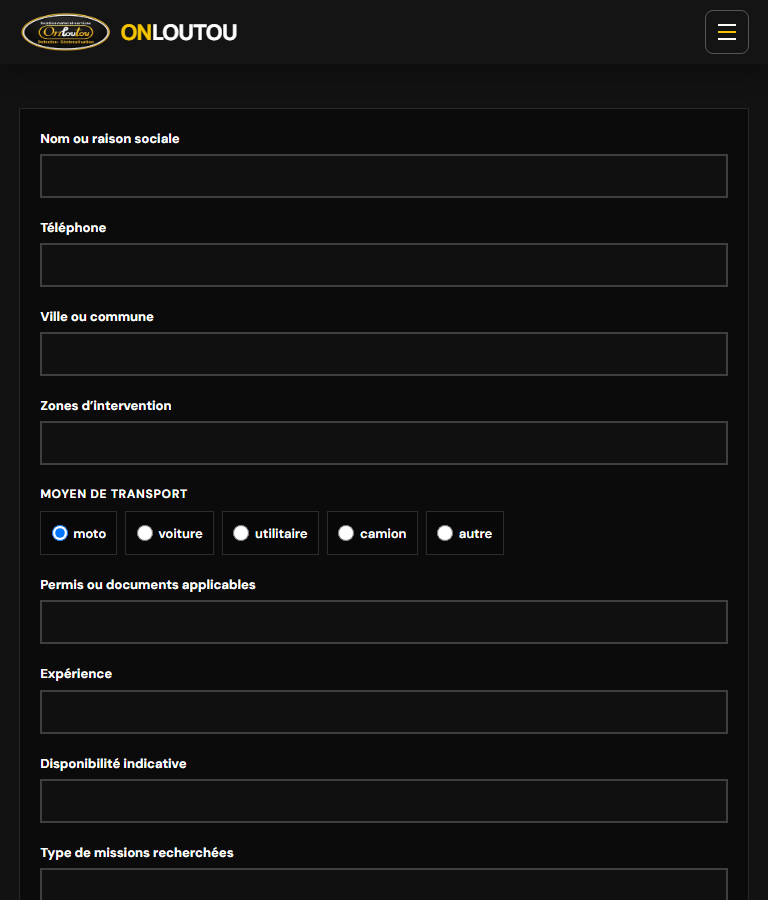 Onloutou
ONLOUTOU
Nom ou raison sociale
Téléphone
Ville ou commune
Zones d’intervention
MOYEN DE TRANSPORT
moto voiture utilitaire camion autre
Permis ou documents applicables
Expérience
Disponibilité indicative
Type de missions recherchées